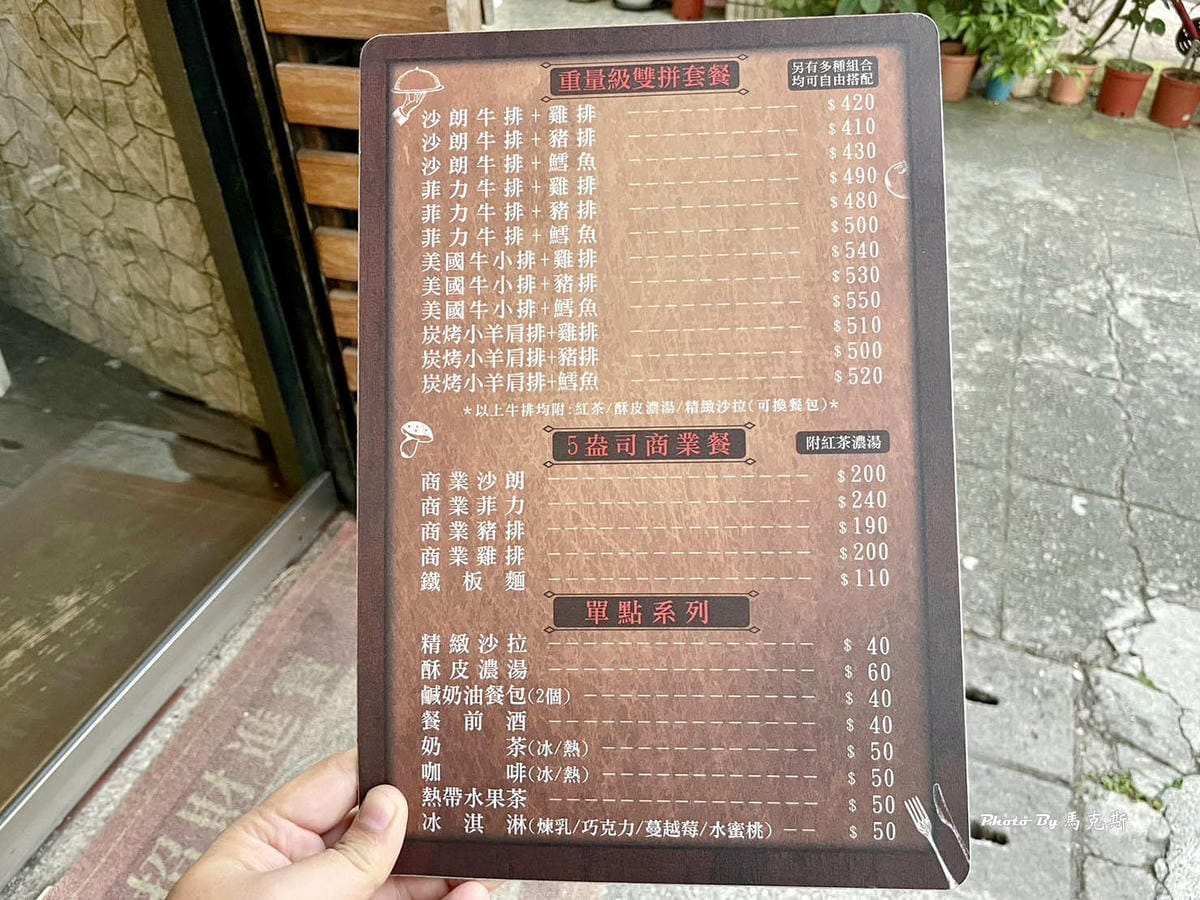 重量級雙拼套餐
另有多種組合
均可自由搭配
沙朗牛排+雞排 $420
沙朗牛排+豬排 $410
沙朗牛排+鱈魚 $430
菲力牛排+雞排 $490
菲力牛排+豬排 $480
菲力牛排+鱈魚 $500
美國牛小排+雞排 $540
美國牛小排+豬排 $530
美國牛小排+鱈魚 $550
炭烤小羊肩排+雞排 $510
炭烤小羊肩排+豬排 $500
炭烤小羊肩排+鱈魚 $520
*以上牛排均附:紅茶/酥皮濃湯/精緻沙拉(可換餐包)*
5盎司商業餐 附紅茶濃湯
商業沙朗 $200
商業菲力 $240
商業豬排 $190
商業雞排 $200
鐵板麵 $110
單點系列
精緻沙拉 $40
酥皮濃湯 $60
鹹奶油餐包(2個) $40
餐前酒 $40
奶茶(冰/熱) $50
咖啡(冰/熱) $50
熱帶水果茶 $50
冰淇淋(煉乳/巧克力/蔓越莓/水蜜桃) $50
Photo By 馬克斯
招財進寶